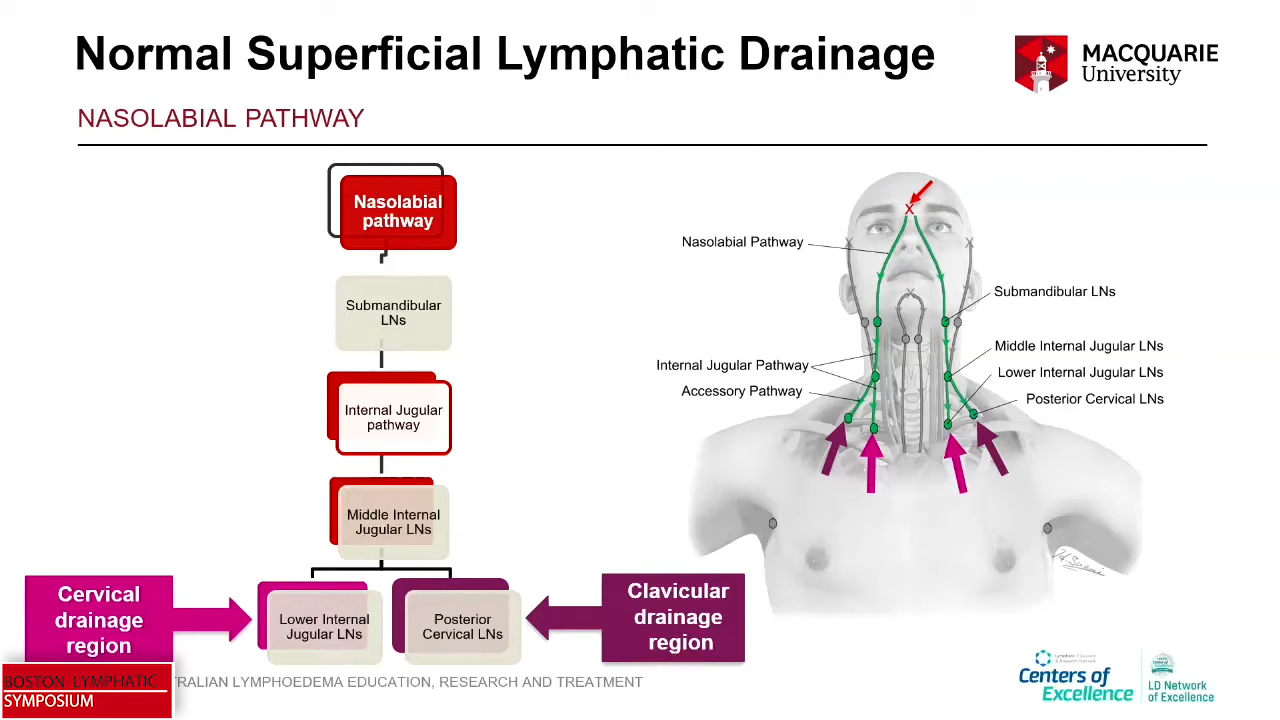 Normal Superficial Lymphatic Drainage
MACQUARIE
University
NASOLABIAL PATHWAY
Nasolabial
pathway
Submandibular
LNs
Internal Jugular
pathway
Middle Internal
Jugular LNs
Lower Internal
Jugular LNs
Posterior
Cervical LNs
Cervical
drainage
region
Clavicular
drainage
region
X
X
X
X
Nasolabial Pathway
Submandibular LNs
Internal Jugular Pathway
Accessory Pathway
Middle Internal Jugular LNs
Lower Internal Jugular LNs
Posterior Cervical LNs
BOSTON LYMPHATIC
SYMPOSIUM
TRALIAN LYMPHOEDEMA EDUCATION, RESEARCH AND TREATMENT
Centers of
Excellence
LD Network
of Excellence